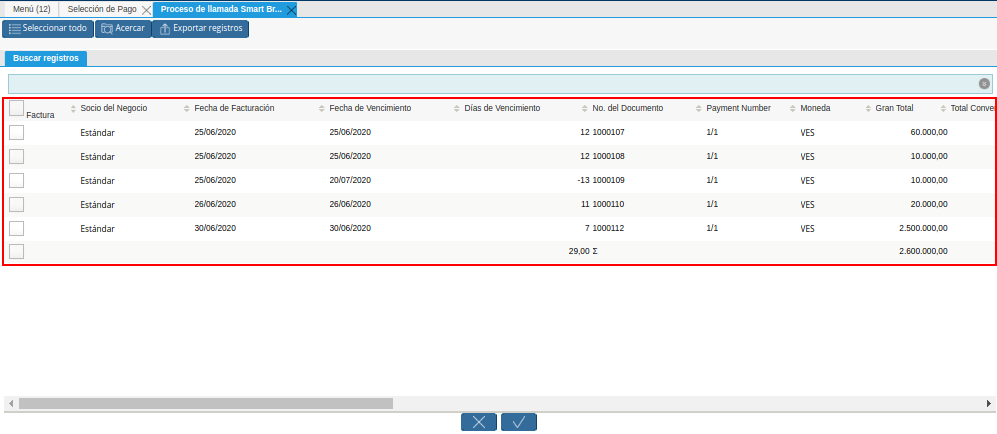 Menú (12) Selección de Pago Proceso de llamada Smart Br...
Seleccionar todo Acercar Exportar registros
Buscar registros
Factura Socio del Negocio Fecha de Facturación Fecha de Vencimiento Días de Vencimiento No. del Documento Payment Number Moneda Gran Total Total Conver
Estándar 25/06/2020 25/06/2020 12 1000107 1/1 VES 60.000,00
Estándar 25/06/2020 25/06/2020 12 1000108 1/1 VES 10.000,00
Estándar 25/06/2020 20/07/2020 -13 1000109 1/1 VES 10.000,00
Estándar 26/06/2020 26/06/2020 11 1000110 1/1 VES 20.000,00
Estándar 30/06/2020 30/06/2020 7 1000112 1/1 VES 2.500.000,00
29,00 Σ 2.600.000,00